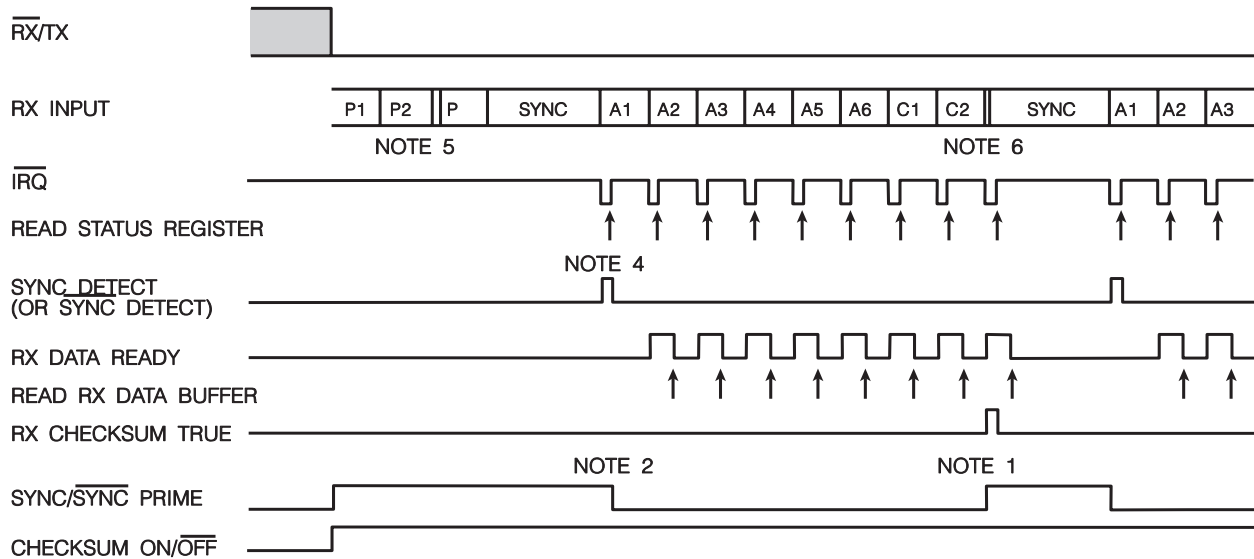 RX/TX
RX INPUT
P1 P2 P SYNC A1 A2 A3 A4 A5 A6 C1 C2 SYNC A1 A2 A3
NOTE 5 NOTE 6
IRQ
READ STATUS REGISTER
NOTE 4
SYNC DETECT
(OR SYNC DETECT)
RX DATA READY
READ RX DATA BUFFER
RX CHECKSUM TRUE
NOTE 2 NOTE 1
SYNC/SYNC PRIME
CHECKSUM ON/OFF